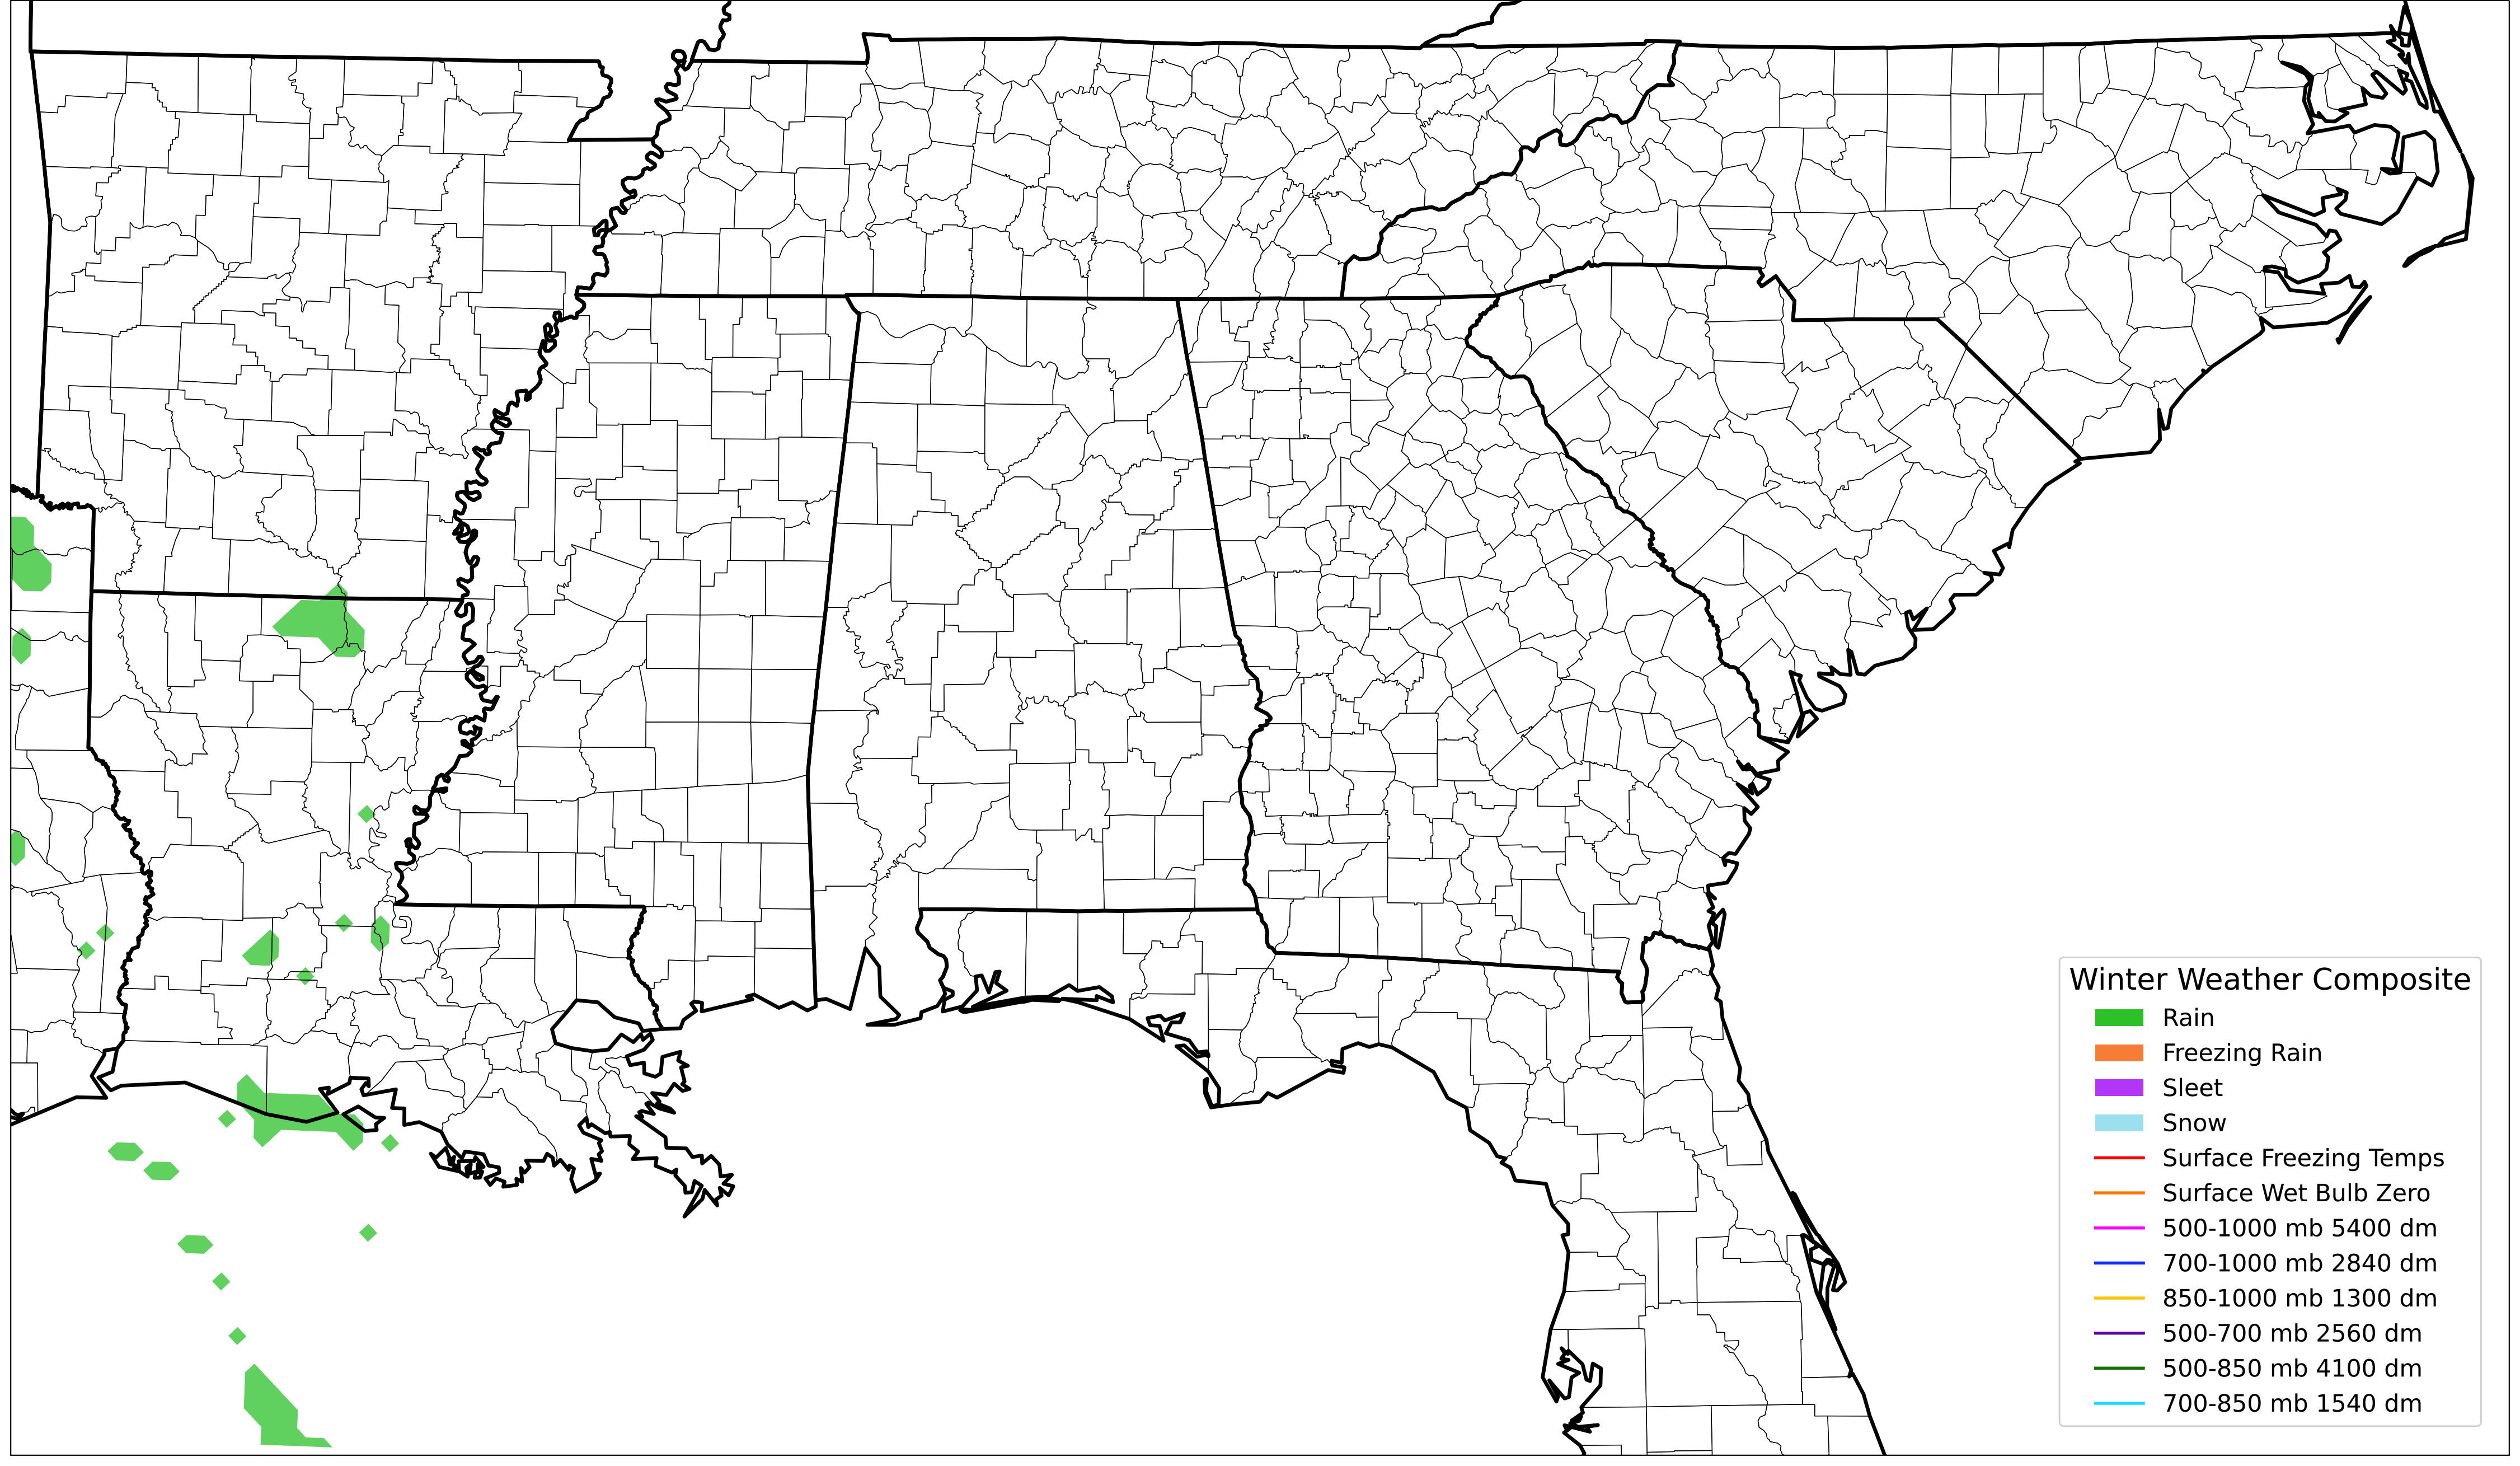 Winter Weather Composite
Rain
Freezing Rain
Sleet
Snow
Surface Freezing Temps
Surface Wet Bulb Zero
500-1000 mb 5400 dm
700-1000 mb 2840 dm
850-1000 mb 1300 dm
500-700 mb 2560 dm
500-850 mb 4100 dm
700-850 mb 1540 dm